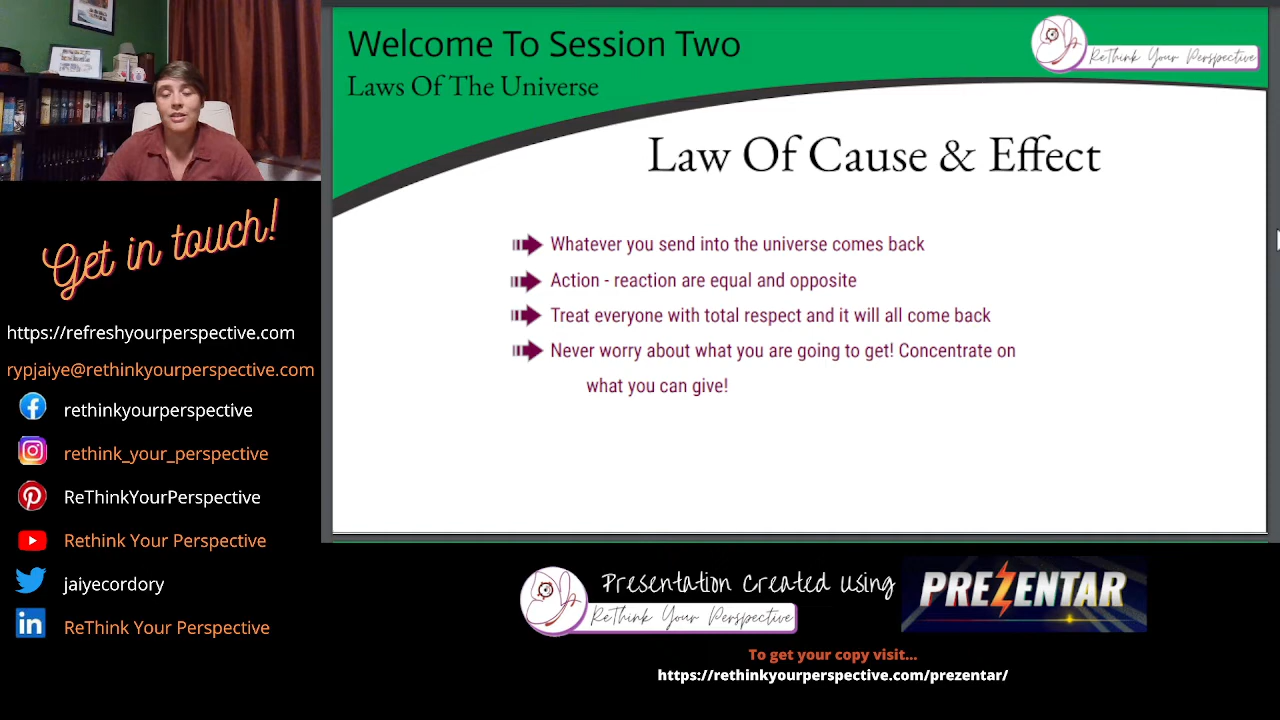 Welcome To Session Two
Laws Of The Universe
ReThink Your Perspective
Law Of Cause & Effect
Whatever you send into the universe comes back
Action - reaction are equal and opposite
Treat everyone with total respect and it will all come back
Never worry about what you are going to get! Concentrate on
what you can give!
Get in touch!
https://refreshyourperspective.com
rypjaiye@rethinkyourperspective.com
rethinkyourperspective
rethink_your_perspective
ReThinkYourPerspective
Rethink Your Perspective
jaiyecordory
ReThink Your Perspective
Presentation Created Using
ReThink Your Perspective
PREZENTAR
To get your copy visit...
https://rethinkyourperspective.com/prezentar/